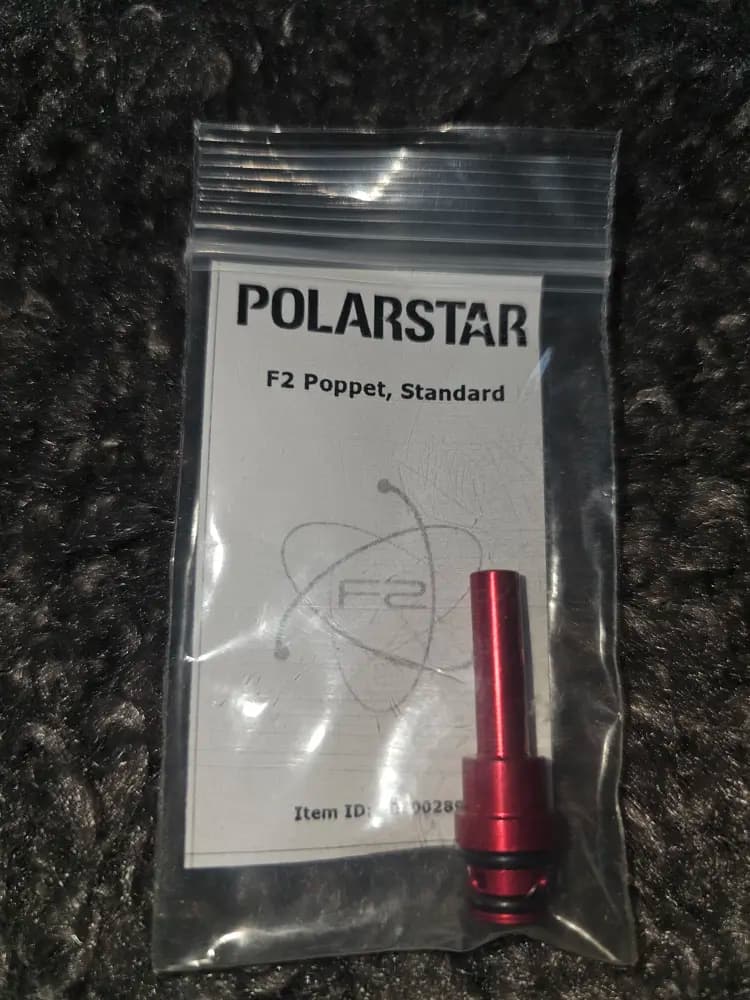 POLARSTAR
F2 Poppet, Standard
F2
Item ID: